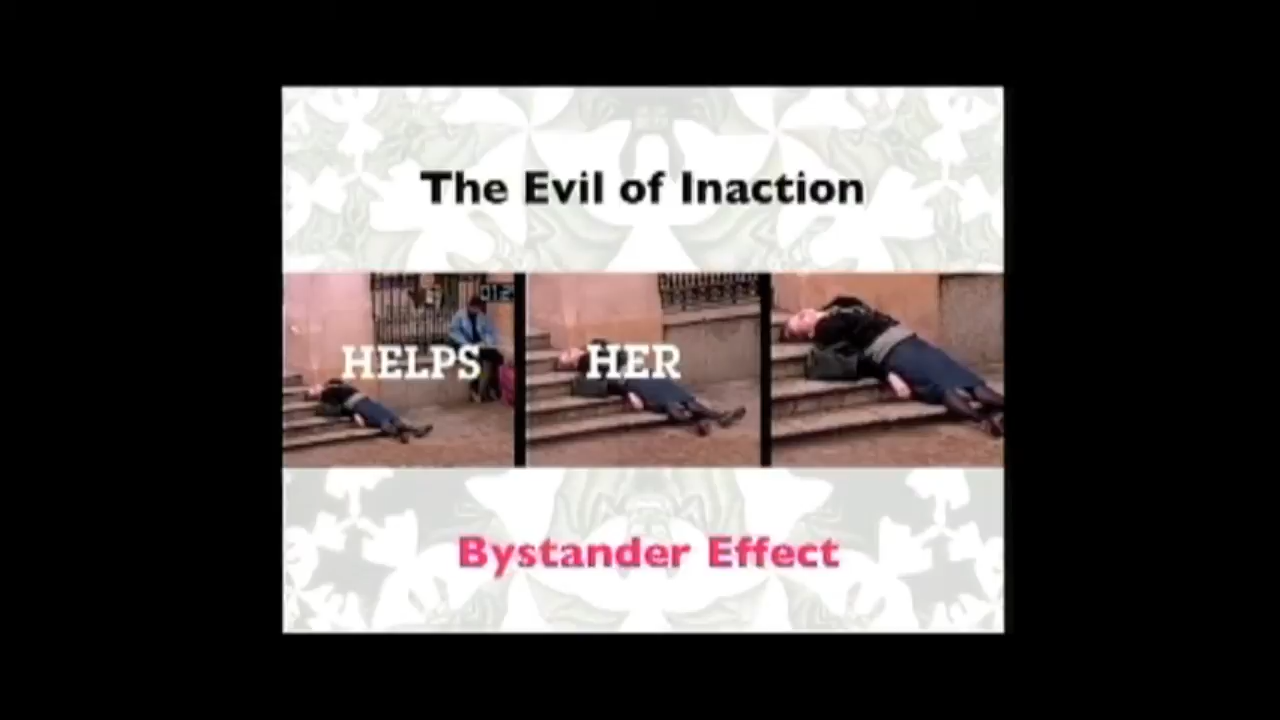 The Evil of Inaction
HELPS HER
Bystander Effect